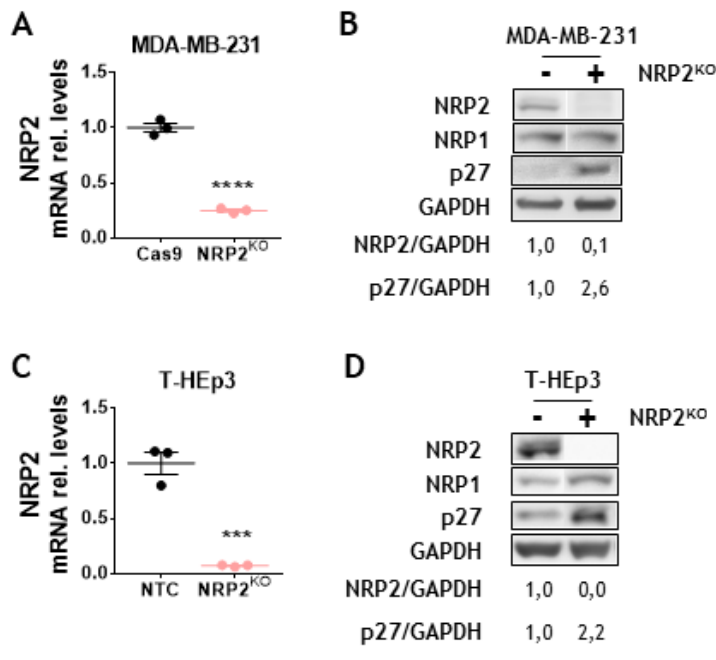 A
MDA-MB-231
NRP2
mRNA rel. levels
1.5
1.0
0.5
0.0
****
Cas9 NRP2KO
B
MDA-MB-231
- + NRP2KO
NRP2
NRP1
p27
GAPDH
NRP2/GAPDH 1,0 0,1
p27/GAPDH 1,0 2,6
C
T-HEp3
NRP2
mRNA rel. levels
1.5
1.0
0.5
0.0
***
NTC NRP2KO
D
T-HEp3
- + NRP2KO
NRP2
NRP1
p27
GAPDH
NRP2/GAPDH 1,0 0,0
p27/GAPDH 1,0 2,2